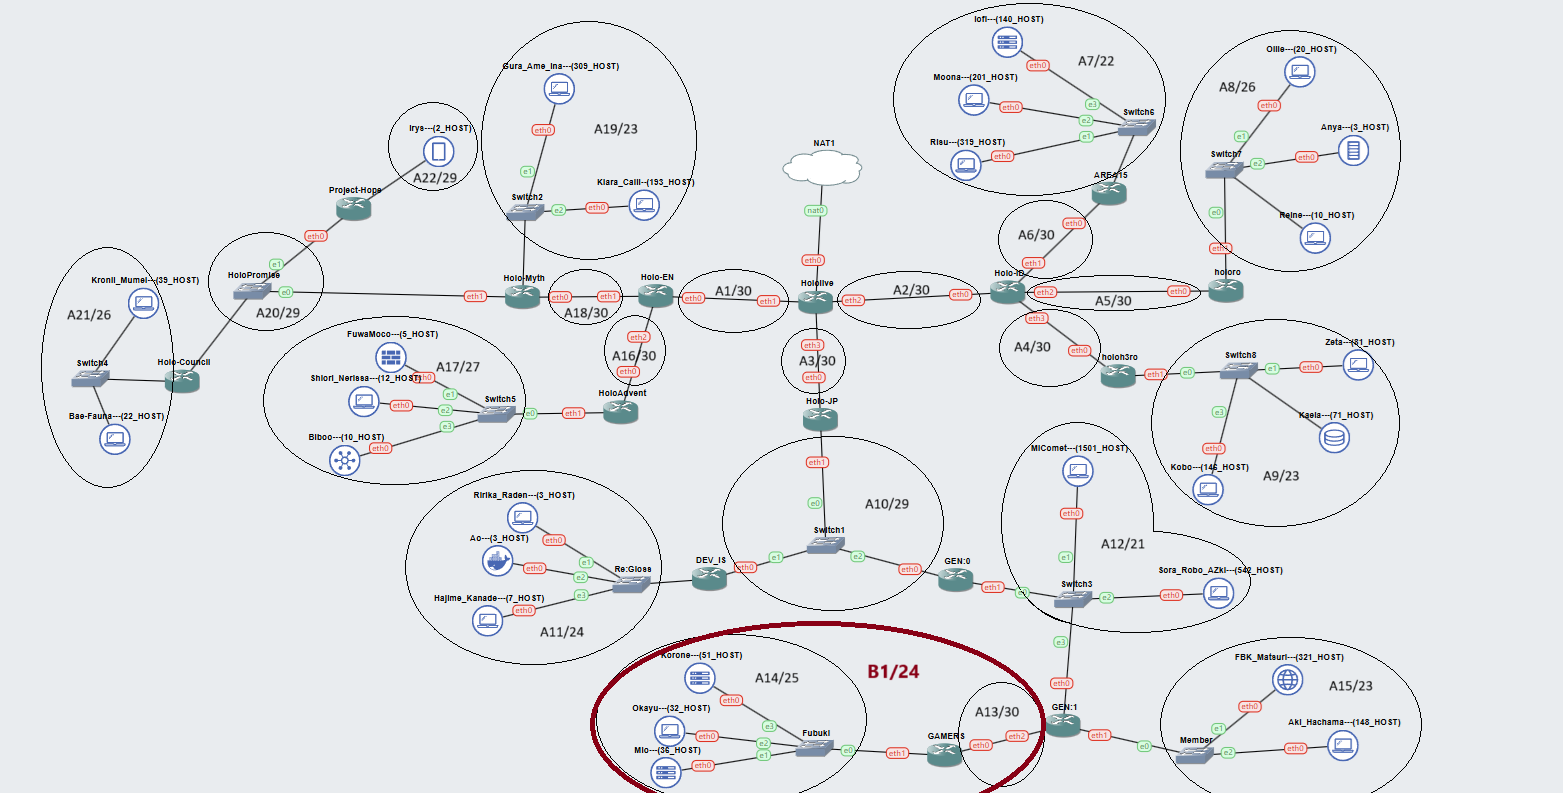 Iofi---(140_HOST)
A7/22
eth0
Moona---(201_HOST)
eth0
e3
e2
e1
Switch6
Risu---(319_HOST)
eth0
AREA15
Ollie---(20_HOST)
A8/26
eth0
Anya---(3_HOST)
e1
Switch7
e2
eth0
e0
Reine---(10_HOST)
eth0
holoro
Gura_Ame_Ina---(309_HOST)
eth0
A19/23
e1
Kiara_Calli---(193_HOST)
Switch2
e2
eth0
Irys---(2_HOST)
A22/29
Project-Hope
eth0
NAT1
nat0
eth0
A6/30
eth0
eth1
Holo-ID
eth2
A5/30
eth0
Kronii_Mumei---(39_HOST)
A21/26
Switch4
Holo-Council
Bae-Fauna---(22_HOST)
HoloPromise
e1
e0
A20/29
eth1
Holo-Myth
eth0
eth1
A18/30
Holo-EN
eth0
A1/30
eth1
Hololive
eth2
A2/30
eth0
eth2
A16/30
eth0
HoloAdvent
eth3
A3/30
eth0
Holo-JP
eth1
eth3
A4/30
eth0
holoh3ro
eth1
e0
Switch8
e1
eth0
Zeta---(81_HOST)
e3
Kaela---(71_HOST)
eth0
Kobo---(146_HOST)
A9/23
FuwaMoco---(5_HOST)
A17/27
eth0
Shiori_Nerissa---(12_HOST)
e1
eth0
e2
Switch5
e0
eth1
e3
Biboo---(10_HOST)
eth0
Ririka_Raden---(3_HOST)
eth0
Ao---(3_HOST)
e1
eth0
e2
Re:Gloss
Hajime_Kanade---(7_HOST)
e3
eth0
A11/24
DEV_IS
eth0
e1
e0
A10/29
Switch1
e2
eth0
GEN:0
eth1
e0
MiComet---(1501_HOST)
eth0
A12/21
e1
Switch3
e2
eth0
Sora_Robo_AZki---(542_HOST)
e3
eth0
GEN:1
eth1
B1/24
Korone---(51_HOST)
A14/25
eth0
Okayu---(32_HOST)
e3
eth0
e2
Fubuki
Mio---(36_HOST)
e1
eth0
e0
eth1
GAMERS
A13/30
eth0
eth2
FBK_Matsuri---(321_HOST)
A15/23
eth0
Aki_Hachama---(148_HOST)
e1
Member
e0
e2
eth0